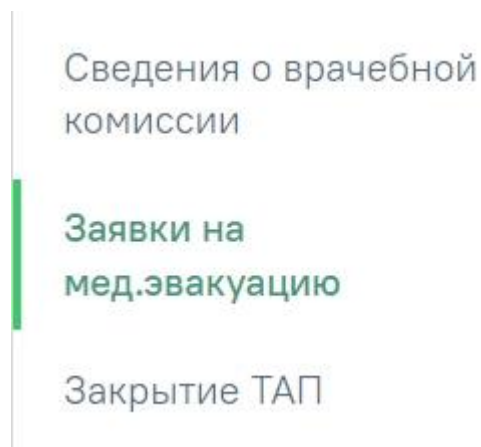 Сведения о врачебной
комиссии
Заявки на
мед.эвакуацию
Закрытие ТАП